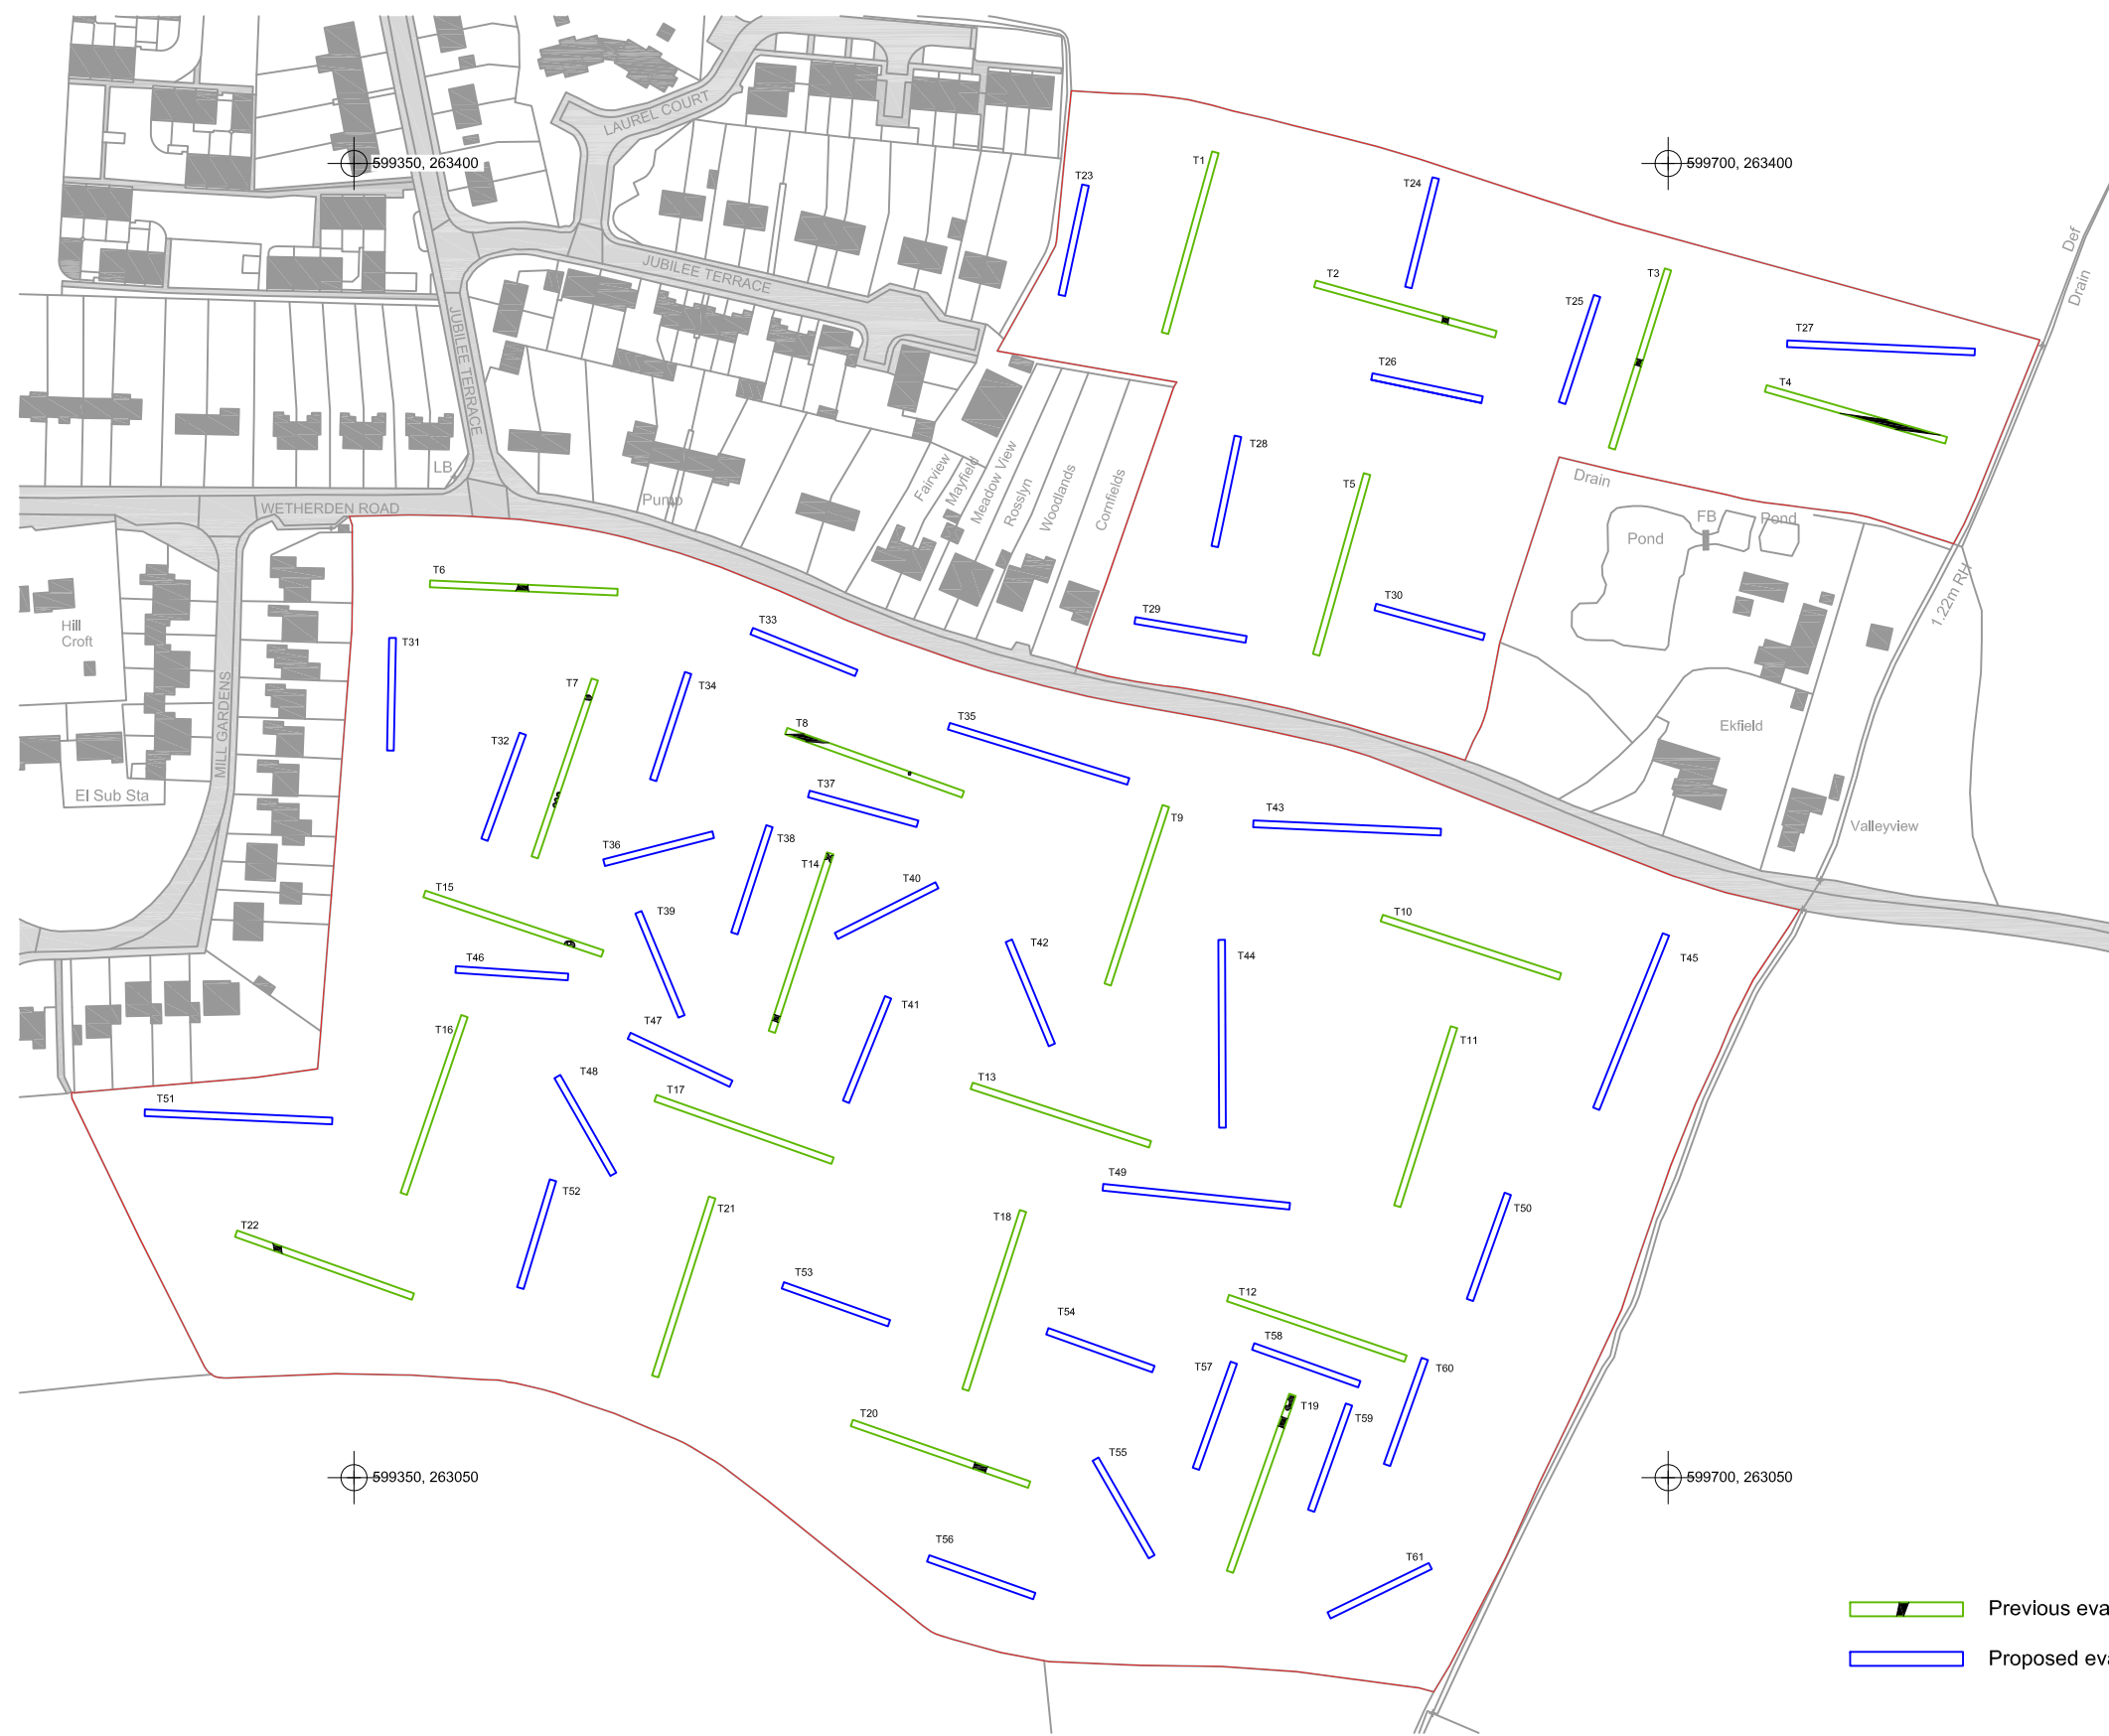 LAUREL COURT
599350, 263400
599700, 263400
T1
T23
T24
Def
Drain
JUBILEE TERRACE
T2
T3
T25
T27
JUBILEE TERRACE
T26
T4
T28
LB
Pump
WETHERDEN ROAD
Fairview
Mayfield
Meadow View
Rosslyn
Woodlands
Cornfields
T5
Drain
FB
Pond
Pond
T6
1.22m RH
T29
T30
Hill
Croft
T31
T33
T7
T34
MILL GARDENS
T32
T8
T35
Ekfield
El Sub Sta
T37
T36
T38
T14
T9
T43
Valleyview
T15
T40
T39
T42
T44
T10
T45
T46
T47
T41
T16
T48
T17
T13
T11
T51
T49
T52
T21
T18
T50
T22
T53
T54
T12
T58
T57
T60
T20
T19
T59
T55
599350, 263050
599700, 263050
T56
T61
Previous eva
Proposed eva